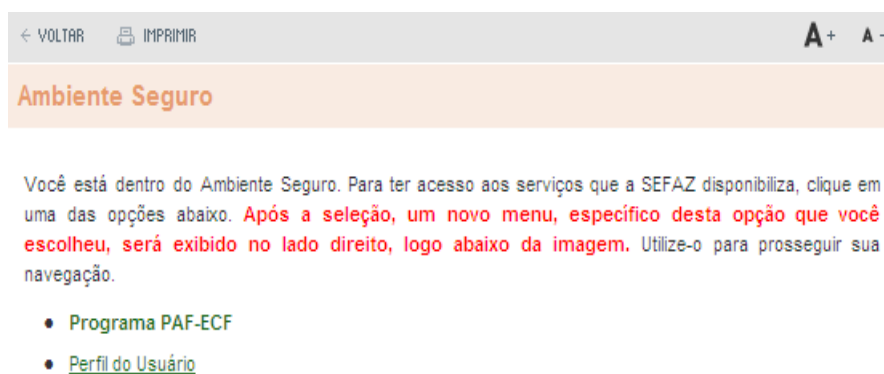 ← VOLTAR IMPRIMIR A+ A-
Ambiente Seguro
Você está dentro do Ambiente Seguro. Para ter acesso aos serviços que a SEFAZ disponibiliza, clique em
uma das opções abaixo. Após a seleção, um novo menu, específico desta opção que você
escolheu, será exibido no lado direito, logo abaixo da imagem. Utilize-o para prosseguir sua
navegação.
• Programa PAF-ECF
• Perfil do Usuário